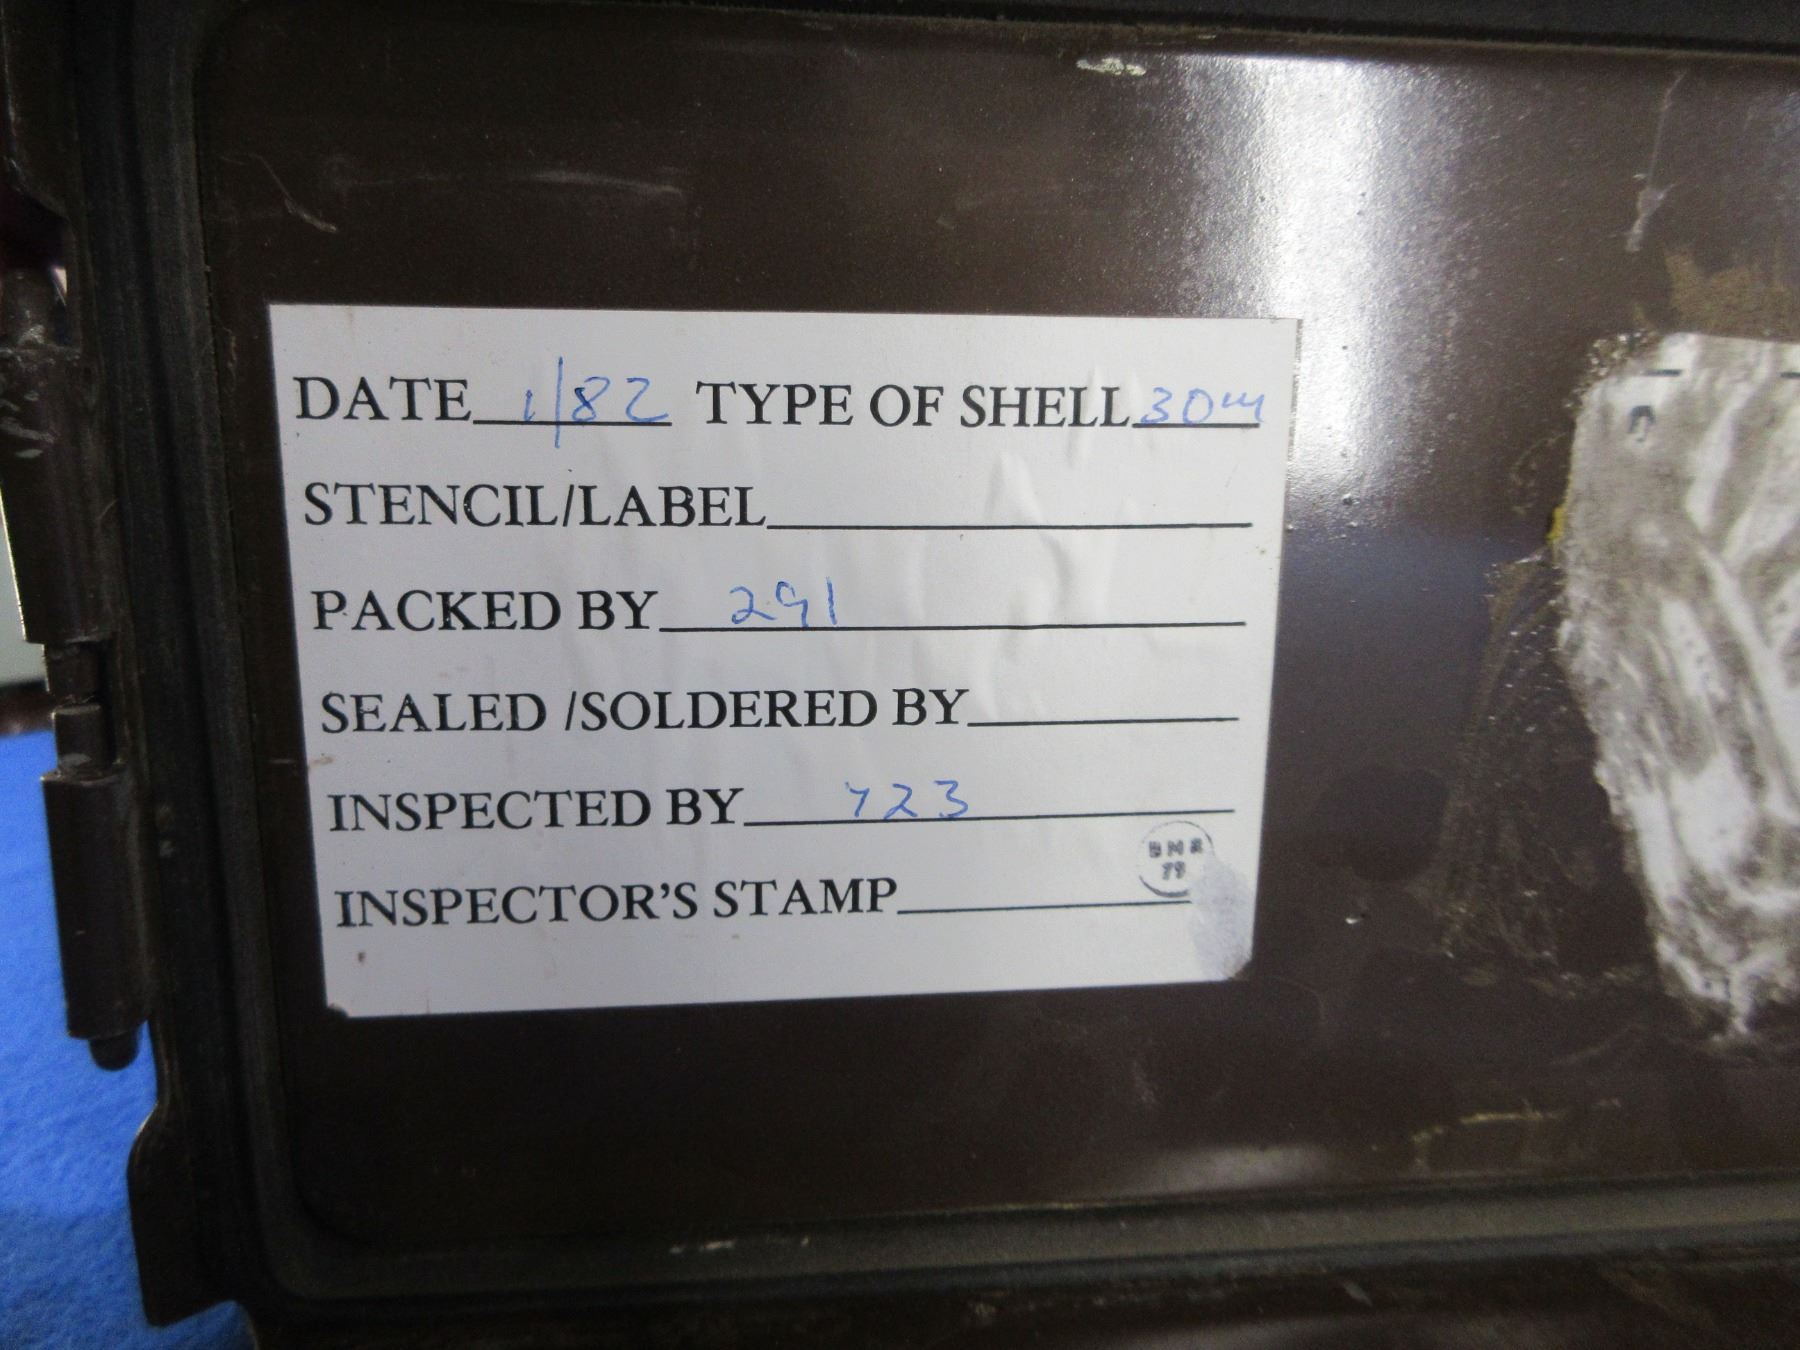 DATE 1/82 TYPE OF SHELL 30m
STENCIL/LABEL
PACKED BY 291
SEALED /SOLDERED BY
INSPECTED BY 723
INSPECTOR'S STAMP